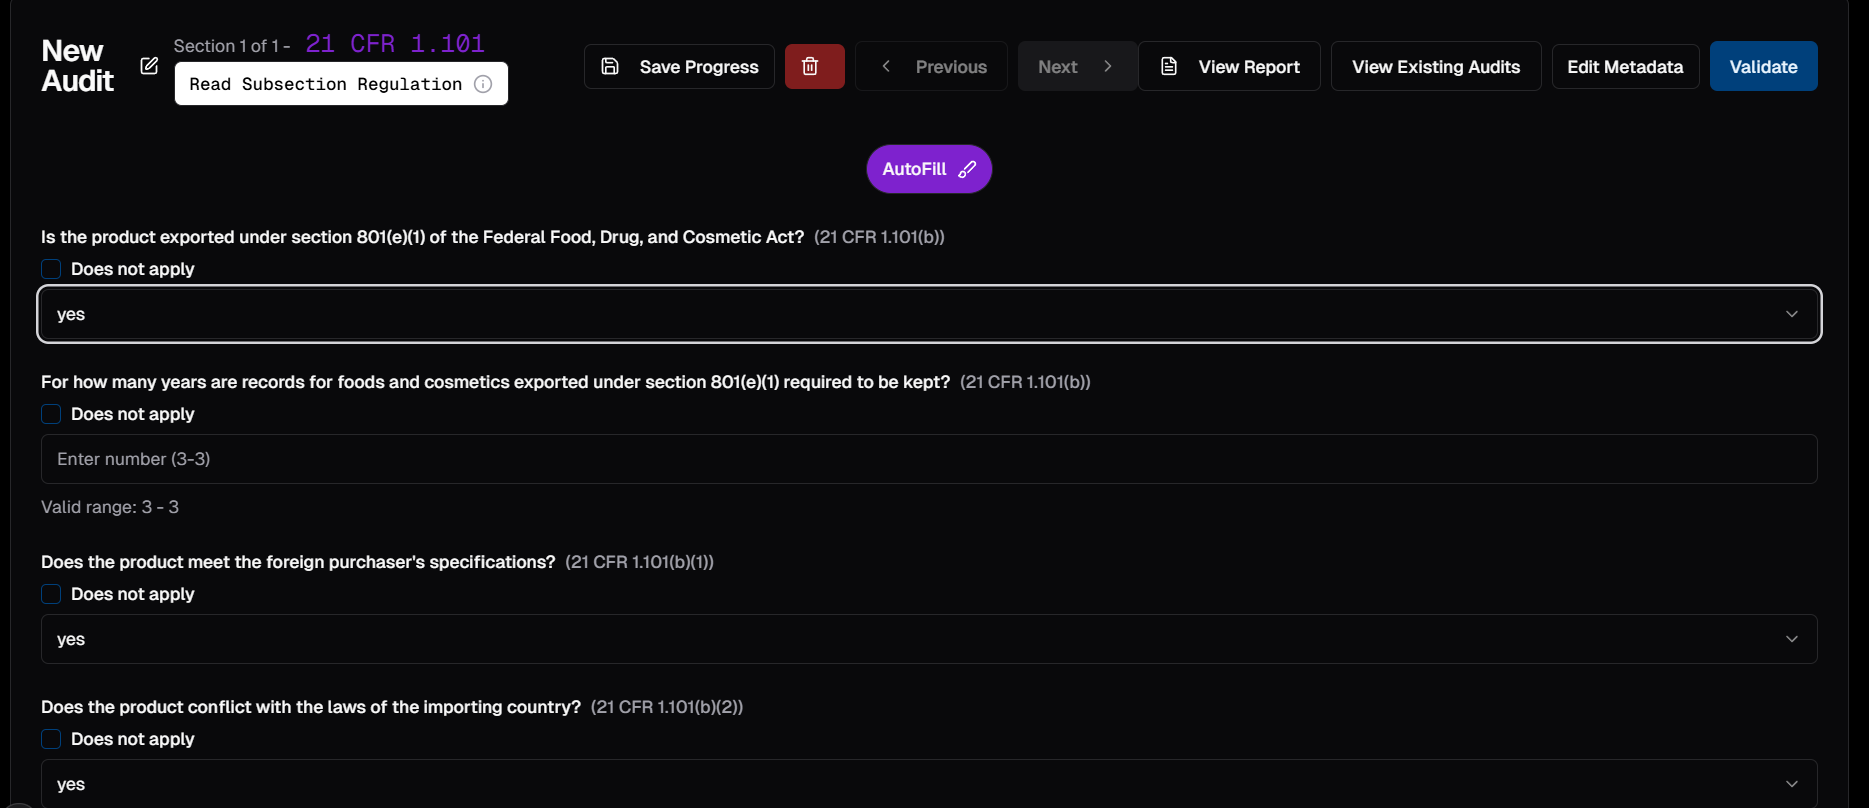 New Audit
Section 1 of 1 - 21 CFR 1.101
Read Subsection Regulation
Save Progress
Previous
Next
View Report
View Existing Audits
Edit Metadata
Validate
AutoFill
Is the product exported under section 801(e)(1) of the Federal Food, Drug, and Cosmetic Act? (21 CFR 1.101(b))
Does not apply
yes
For how many years are records for foods and cosmetics exported under section 801(e)(1) required to be kept? (21 CFR 1.101(b))
Does not apply
Enter number (3-3)
Valid range: 3 - 3
Does the product meet the foreign purchaser's specifications? (21 CFR 1.101(b)(1))
Does not apply
yes
Does the product conflict with the laws of the importing country? (21 CFR 1.101(b)(2))
Does not apply
yes